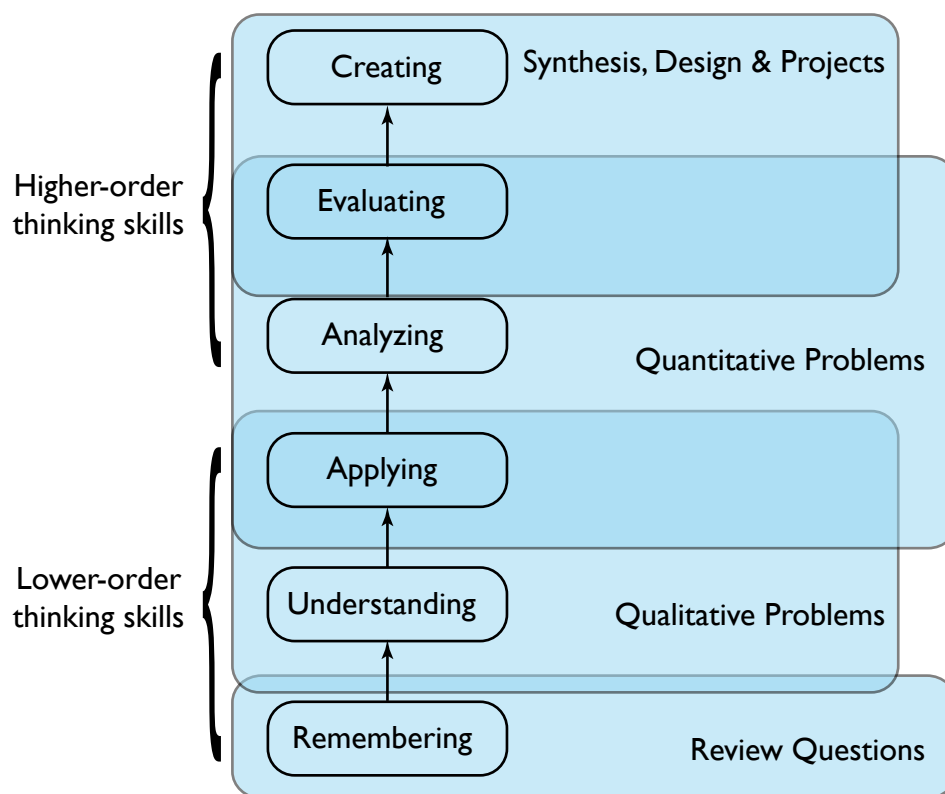 Creating
Synthesis, Design & Projects
Higher-order
thinking skills
Evaluating
Analyzing
Quantitative Problems
Applying
Lower-order
thinking skills
Understanding
Qualitative Problems
Remembering
Review Questions